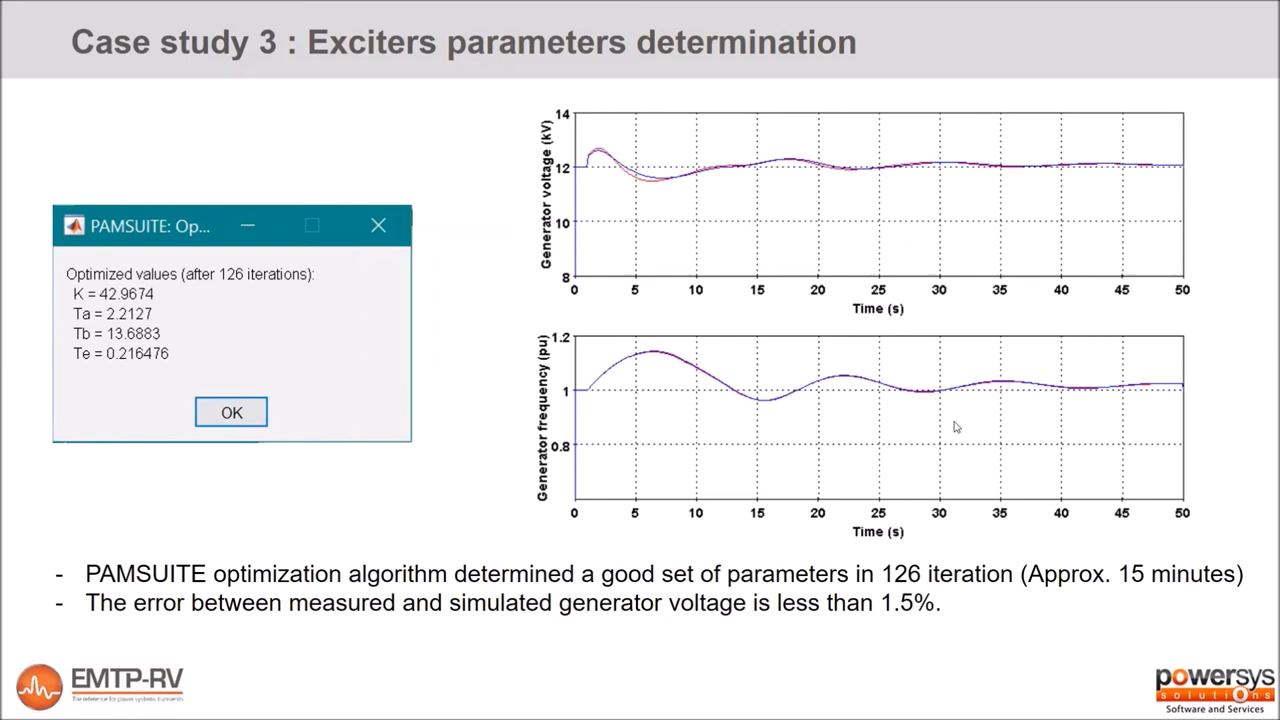 Case study 3 : Exciters parameters determination
PAMSUITE: Op...
Optimized values (after 126 iterations):
K = 42.9674
Ta = 2.2127
Tb = 13.6883
Te = 0.216476
OK
Generator voltage (kV)
14
12
10
8
0 5 10 15 20 25 30 35 40 45 50
Time (s)
Generator frequency (pu)
1.2
1
0.8
0 5 10 15 20 25 30 35 40 45 50
Time (s)
- PAMSUITE optimization algorithm determined a good set of parameters in 126 iteration (Approx. 15 minutes)
- The error between measured and simulated generator voltage is less than 1.5%.
EMTP-RV
The reference for power systems transients
powersys
solutions
Software and Services